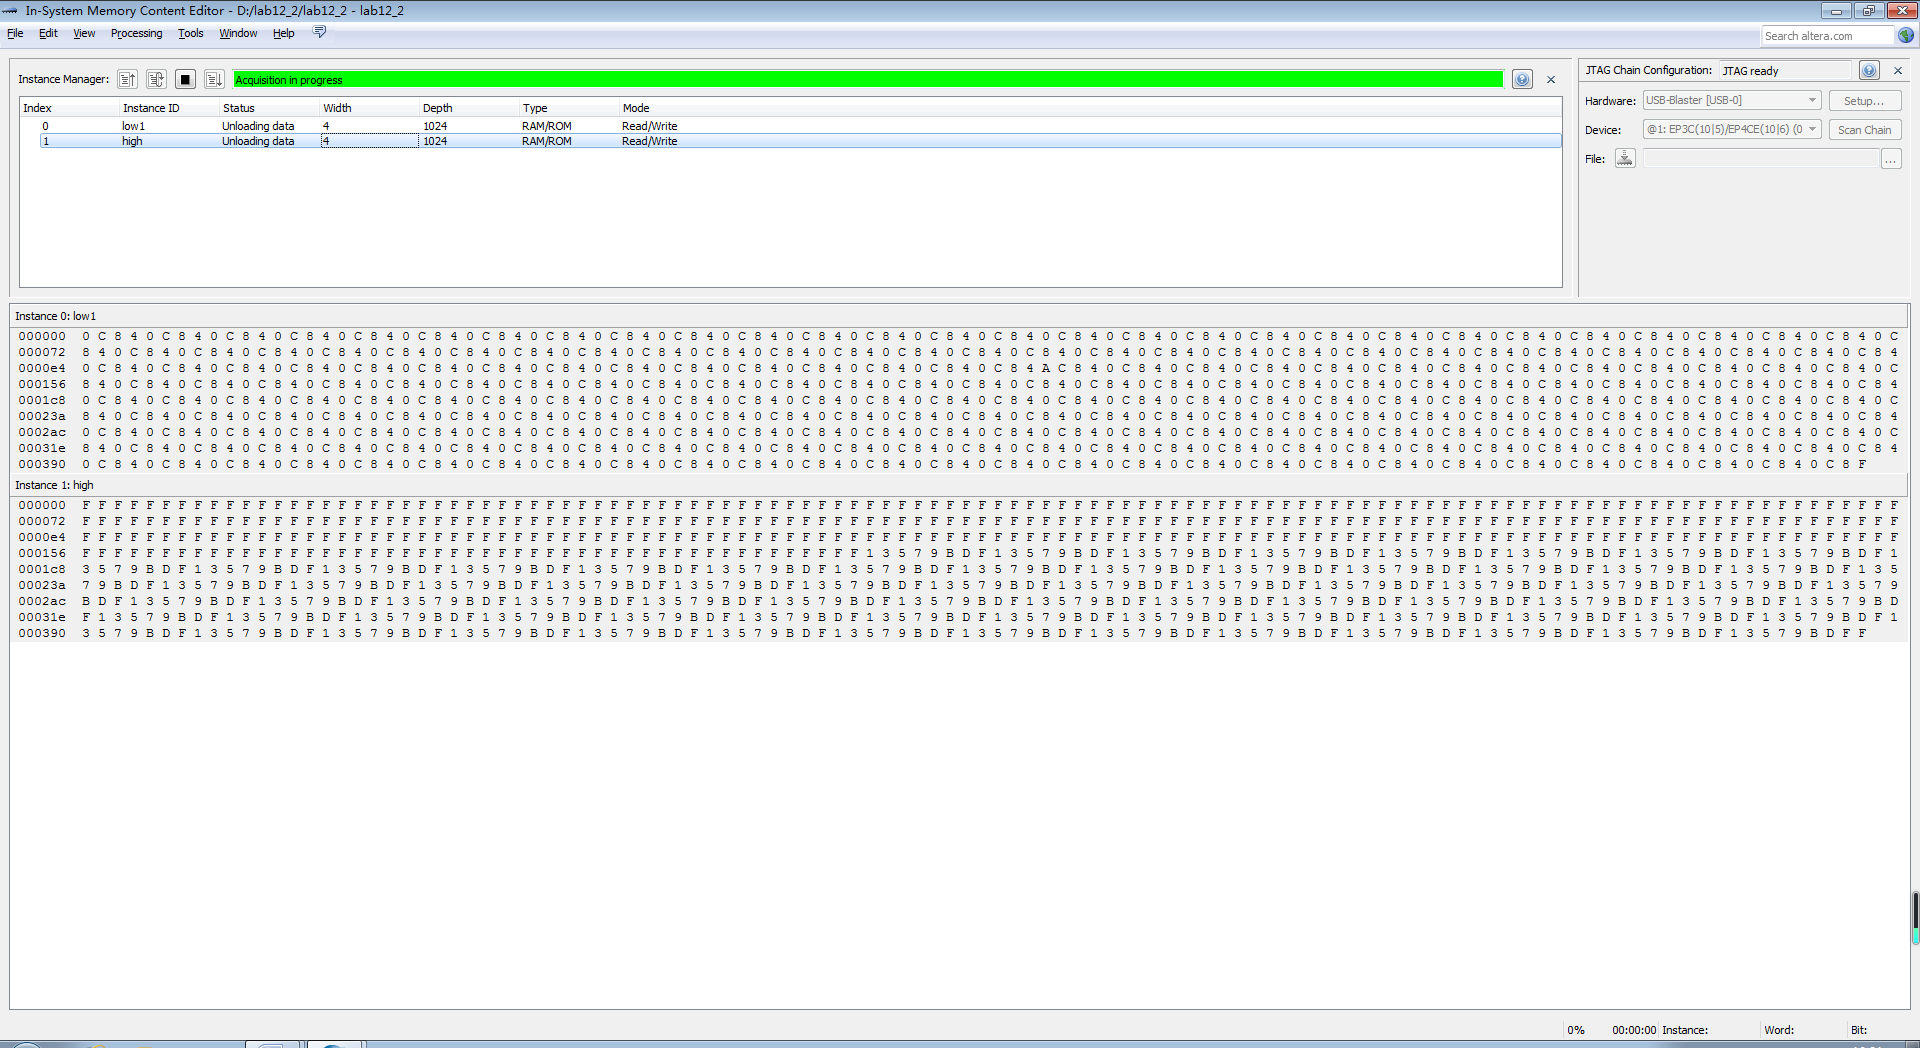 In-System Memory Content Editor - D:/lab12_2/lab12_2 - lab12_2
File Edit View Processing Tools Window Help
Search altera.com
Instance Manager: Acquisition in progress
JTAG Chain Configuration: JTAG ready
Hardware: USB-Blaster [USB-0] Setup...
Device: @1: EP3C(10|5)/EP4CE(10|6) (0 Scan Chain
File: ...
Index Instance ID Status Width Depth Type Mode
0 low1 Unloading data 4 1024 RAM/ROM Read/Write
1 high Unloading data 4 1024 RAM/ROM Read/Write
Instance 0: low1
000000 0 C 8 4 0 C 8 4 0 C 8 4 0 C 8 4 0 C 8 4 0 C 8 4 0 C 8 4 0 C 8 4 0 C 8 4 0 C 8 4 0 C 8 4 0 C 8 4 0 C 8 4 0 C 8 4 0 C 8 4 0 C 8 4 0 C 8 4 0 C 8 4 0 C 8 4 0 C 8 4 0 C 8 4 0 C 8 4 0 C 8 4 0 C 8 4 0 C 8 4 0 C 8 4 0 C 8 4 0 C 8 4 0 C
000072 8 4 0 C 8 4 0 C 8 4 0 C 8 4 0 C 8 4 0 C 8 4 0 C 8 4 0 C 8 4 0 C 8 4 0 C 8 4 0 C 8 4 0 C 8 4 0 C 8 4 0 C 8 4 0 C 8 4 0 C 8 4 0 C 8 4 0 C 8 4 0 C 8 4 0 C 8 4 0 C 8 4 0 C 8 4 0 C 8 4 0 C 8 4 0 C 8 4 0 C 8 4 0 C 8 4 0 C 8 4 0 C 8 4
0000e4 0 C 8 4 0 C 8 4 0 C 8 4 0 C 8 4 0 C 8 4 0 C 8 4 0 C 8 4 0 C 8 4 0 C 8 4 0 C 8 4 0 C 8 4 0 C 8 4 0 C 8 4 0 C 8 4 0 C 8 4 A C 8 4 0 C 8 4 0 C 8 4 0 C 8 4 0 C 8 4 0 C 8 4 0 C 8 4 0 C 8 4 0 C 8 4 0 C 8 4 0 C 8 4 0 C 8 4 0 C 8 4 0 C
000156 8 4 0 C 8 4 0 C 8 4 0 C 8 4 0 C 8 4 0 C 8 4 0 C 8 4 0 C 8 4 0 C 8 4 0 C 8 4 0 C 8 4 0 C 8 4 0 C 8 4 0 C 8 4 0 C 8 4 0 C 8 4 0 C 8 4 0 C 8 4 0 C 8 4 0 C 8 4 0 C 8 4 0 C 8 4 0 C 8 4 0 C 8 4 0 C 8 4 0 C 8 4 0 C 8 4 0 C 8 4 0 C 8 4
0001c8 0 C 8 4 0 C 8 4 0 C 8 4 0 C 8 4 0 C 8 4 0 C 8 4 0 C 8 4 0 C 8 4 0 C 8 4 0 C 8 4 0 C 8 4 0 C 8 4 0 C 8 4 0 C 8 4 0 C 8 4 0 C 8 4 0 C 8 4 0 C 8 4 0 C 8 4 0 C 8 4 0 C 8 4 0 C 8 4 0 C 8 4 0 C 8 4 0 C 8 4 0 C 8 4 0 C 8 4 0 C 8 4 0 C
00023a 8 4 0 C 8 4 0 C 8 4 0 C 8 4 0 C 8 4 0 C 8 4 0 C 8 4 0 C 8 4 0 C 8 4 0 C 8 4 0 C 8 4 0 C 8 4 0 C 8 4 0 C 8 4 0 C 8 4 0 C 8 4 0 C 8 4 0 C 8 4 0 C 8 4 0 C 8 4 0 C 8 4 0 C 8 4 0 C 8 4 0 C 8 4 0 C 8 4 0 C 8 4 0 C 8 4 0 C 8 4 0 C 8 4
0002ac 0 C 8 4 0 C 8 4 0 C 8 4 0 C 8 4 0 C 8 4 0 C 8 4 0 C 8 4 0 C 8 4 0 C 8 4 0 C 8 4 0 C 8 4 0 C 8 4 0 C 8 4 0 C 8 4 0 C 8 4 0 C 8 4 0 C 8 4 0 C 8 4 0 C 8 4 0 C 8 4 0 C 8 4 0 C 8 4 0 C 8 4 0 C 8 4 0 C 8 4 0 C 8 4 0 C 8 4 0 C 8 4 0 C
00031e 8 4 0 C 8 4 0 C 8 4 0 C 8 4 0 C 8 4 0 C 8 4 0 C 8 4 0 C 8 4 0 C 8 4 0 C 8 4 0 C 8 4 0 C 8 4 0 C 8 4 0 C 8 4 0 C 8 4 0 C 8 4 0 C 8 4 0 C 8 4 0 C 8 4 0 C 8 4 0 C 8 4 0 C 8 4 0 C 8 4 0 C 8 4 0 C 8 4 0 C 8 4 0 C 8 4 0 C 8 4 0 C 8 4
000390 0 C 8 4 0 C 8 4 0 C 8 4 0 C 8 4 0 C 8 4 0 C 8 4 0 C 8 4 0 C 8 4 0 C 8 4 0 C 8 4 0 C 8 4 0 C 8 4 0 C 8 4 0 C 8 4 0 C 8 4 0 C 8 4 0 C 8 4 0 C 8 4 0 C 8 4 0 C 8 4 0 C 8 4 0 C 8 4 0 C 8 4 0 C 8 4 0 C 8 4 0 C 8 4 0 C 8 4 0 C 8 F
Instance 1: high
000000 F F F F F F F F F F F F F F F F F F F F F F F F F F F F F F F F F F F F F F F F F F F F F F F F F F F F F F F F F F F F F F F F F F F F F F F F F F F F F F F F F F F F F F F F F F F F F F F F F F F F F F F F F F F F F F F F F F
000072 F F F F F F F F F F F F F F F F F F F F F F F F F F F F F F F F F F F F F F F F F F F F F F F F F F F F F F F F F F F F F F F F F F F F F F F F F F F F F F F F F F F F F F F F F F F F F F F F F F F F F F F F F F F F F F F F F F
0000e4 F F F F F F F F F F F F F F F F F F F F F F F F F F F F F F F F F F F F F F F F F F F F F F F F F F F F F F F F F F F F F F F F F F F F F F F F F F F F F F F F F F F F F F F F F F F F F F F F F F F F F F F F F F F F F F F F F F
000156 F F F F F F F F F F F F F F F F F F F F F F F F F F F F F F F F F F F F F F F F F F F F F F F F F 1 3 5 7 9 B D F 1 3 5 7 9 B D F 1 3 5 7 9 B D F 1 3 5 7 9 B D F 1 3 5 7 9 B D F 1 3 5 7 9 B D F 1 3 5 7 9 B D F 1 3 5 7 9 B D F 1
0001c8 3 5 7 9 B D F 1 3 5 7 9 B D F 1 3 5 7 9 B D F 1 3 5 7 9 B D F 1 3 5 7 9 B D F 1 3 5 7 9 B D F 1 3 5 7 9 B D F 1 3 5 7 9 B D F 1 3 5 7 9 B D F 1 3 5 7 9 B D F 1 3 5 7 9 B D F 1 3 5 7 9 B D F 1 3 5 7 9 B D F 1 3 5 7 9 B D F 1 3 5
00023a 7 9 B D F 1 3 5 7 9 B D F 1 3 5 7 9 B D F 1 3 5 7 9 B D F 1 3 5 7 9 B D F 1 3 5 7 9 B D F 1 3 5 7 9 B D F 1 3 5 7 9 B D F 1 3 5 7 9 B D F 1 3 5 7 9 B D F 1 3 5 7 9 B D F 1 3 5 7 9 B D F 1 3 5 7 9 B D F 1 3 5 7 9 B D F 1 3 5 7 9
0002ac B D F 1 3 5 7 9 B D F 1 3 5 7 9 B D F 1 3 5 7 9 B D F 1 3 5 7 9 B D F 1 3 5 7 9 B D F 1 3 5 7 9 B D F 1 3 5 7 9 B D F 1 3 5 7 9 B D F 1 3 5 7 9 B D F 1 3 5 7 9 B D F 1 3 5 7 9 B D F 1 3 5 7 9 B D F 1 3 5 7 9 B D F 1 3 5 7 9 B D
00031e F 1 3 5 7 9 B D F 1 3 5 7 9 B D F 1 3 5 7 9 B D F 1 3 5 7 9 B D F 1 3 5 7 9 B D F 1 3 5 7 9 B D F 1 3 5 7 9 B D F 1 3 5 7 9 B D F 1 3 5 7 9 B D F 1 3 5 7 9 B D F 1 3 5 7 9 B D F 1 3 5 7 9 B D F 1 3 5 7 9 B D F 1 3 5 7 9 B D F 1
000390 3 5 7 9 B D F 1 3 5 7 9 B D F 1 3 5 7 9 B D F 1 3 5 7 9 B D F 1 3 5 7 9 B D F 1 3 5 7 9 B D F 1 3 5 7 9 B D F 1 3 5 7 9 B D F 1 3 5 7 9 B D F 1 3 5 7 9 B D F 1 3 5 7 9 B D F 1 3 5 7 9 B D F 1 3 5 7 9 B D F 1 3 5 7 9 B D F F
0% 00:00:00 Instance: Word: Bit: